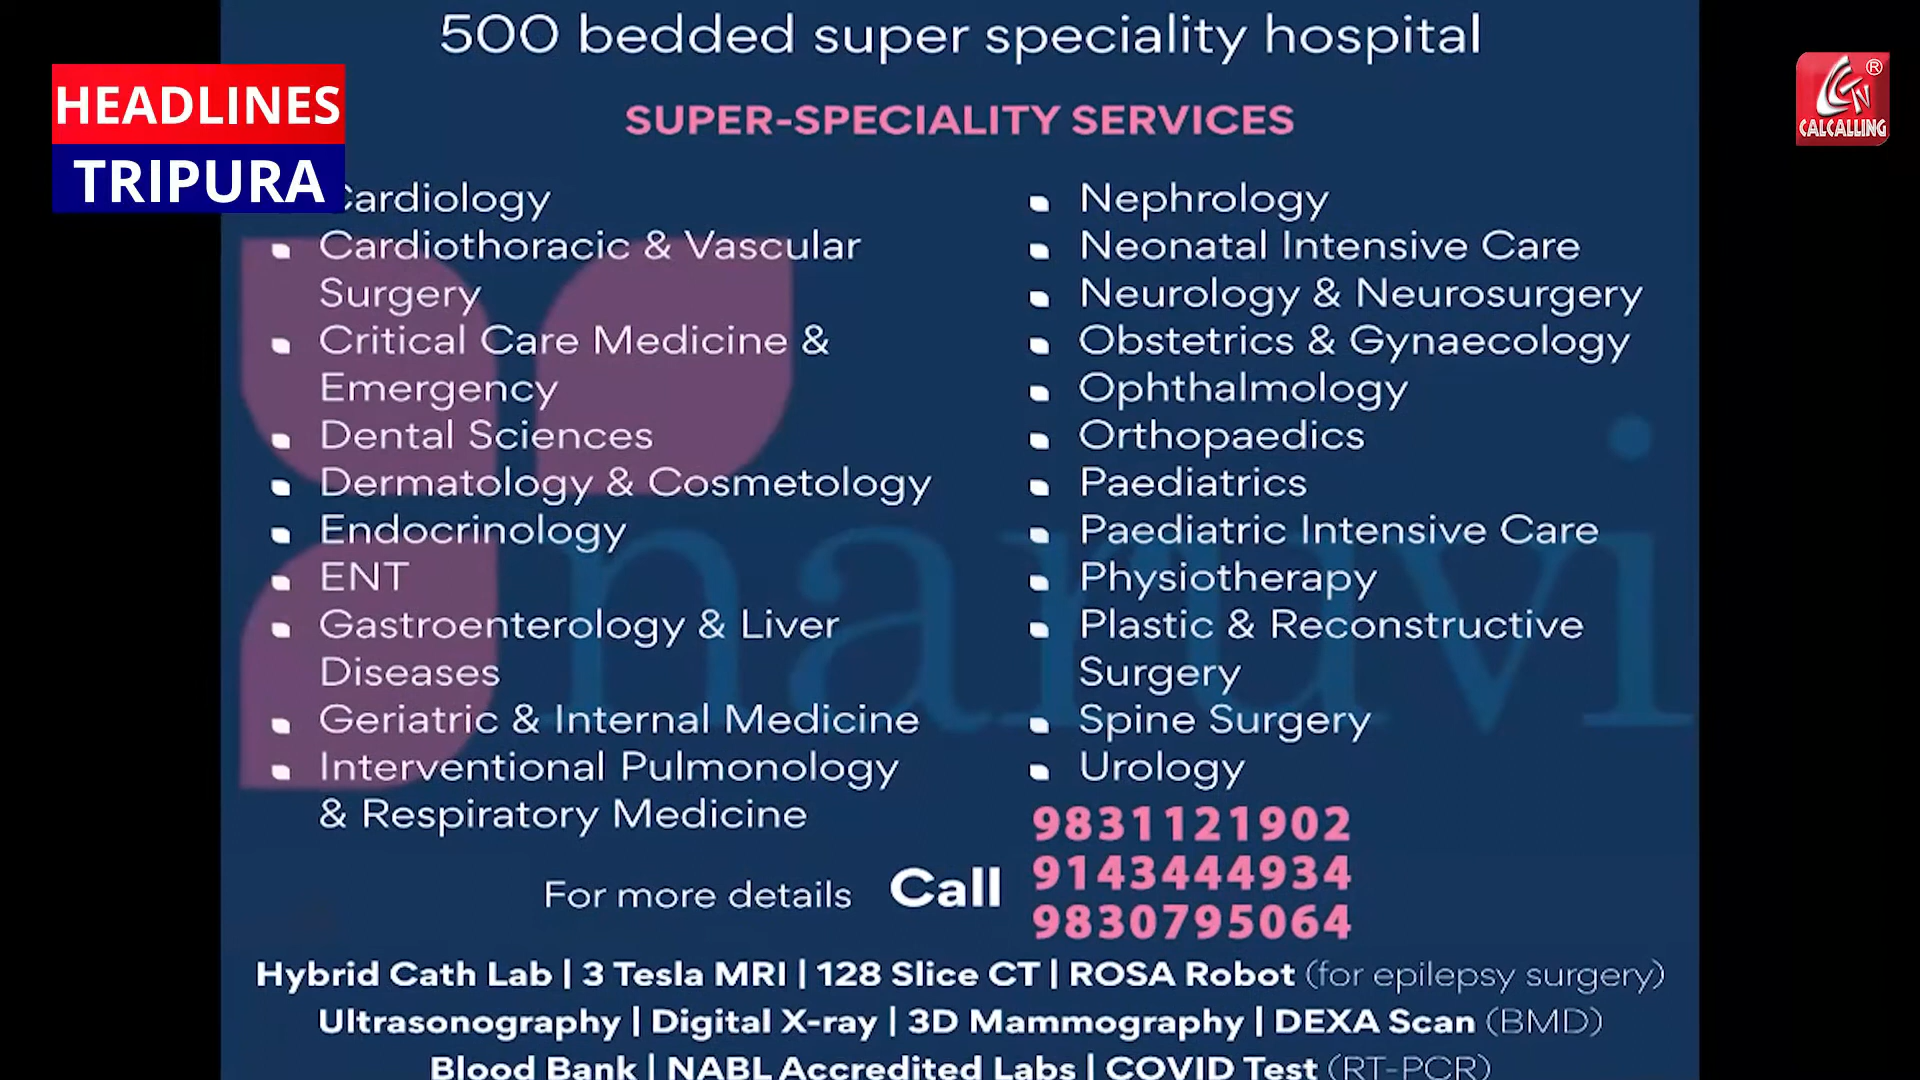 500 bedded super speciality hospital
HEADLINES
TRIPURA
CALCALLING
SUPER-SPECIALITY SERVICES
Cardiology
Cardiothoracic & Vascular
Surgery
Critical Care Medicine &
Emergency
Dental Sciences
Dermatology & Cosmetology
Endocrinology
ENT
Gastroenterology & Liver
Diseases
Geriatric & Internal Medicine
Interventional Pulmonology
& Respiratory Medicine
Nephrology
Neonatal Intensive Care
Neurology & Neurosurgery
Obstetrics & Gynaecology
Ophthalmology
Orthopaedics
Paediatrics
Paediatric Intensive Care
Physiotherapy
Plastic & Reconstructive
Surgery
Spine Surgery
Urology
naruvi
For more details Call
9831121902
9143444934
9830795064
Hybrid Cath Lab | 3 Tesla MRI | 128 Slice CT | ROSA Robot (for epilepsy surgery)
Ultrasonography | Digital X-ray | 3D Mammography | DEXA Scan (BMD)
Blood Bank | NABL Accredited Labs | COVID Test (RT-PCR)